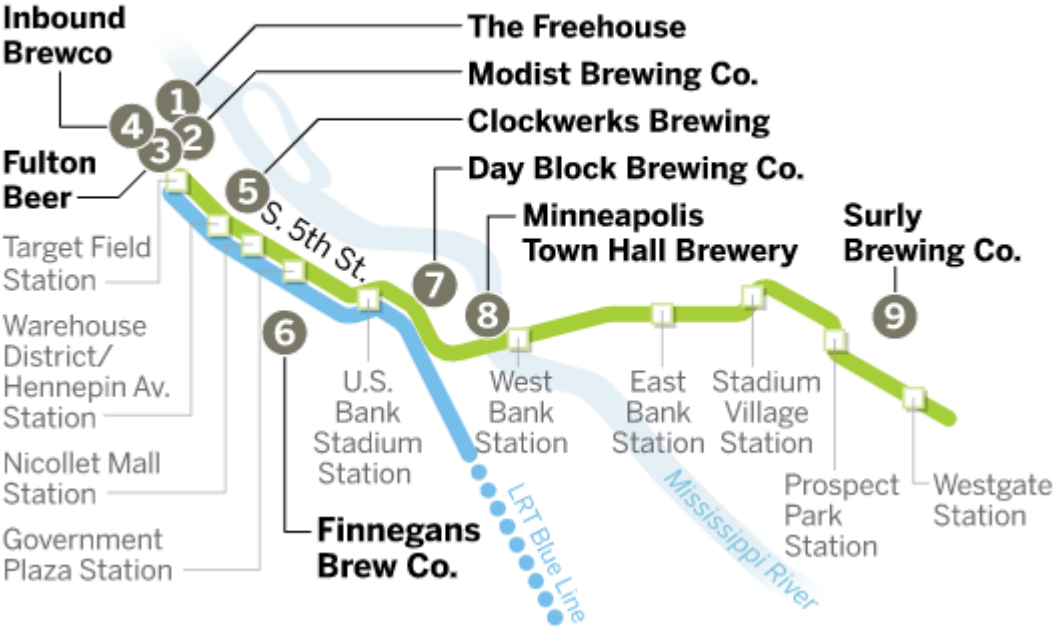 Inbound
Brewco
The Freehouse
Modist Brewing Co.
Clockwerks Brewing
Day Block Brewing Co.
Minneapolis
Town Hall Brewery
Surly
Brewing Co.
1
4
2
3
5
S. 5th St.
7
8
9
6
Fulton
Beer
Target Field
Station
Warehouse
District/
Hennepin Av.
Station
Nicollet Mall
Station
Government
Plaza Station
U.S.
Bank
Stadium
Station
West
Bank
Station
East
Bank
Station
Stadium
Village
Station
Prospect
Park
Station
Westgate
Station
Finnegans
Brew Co.
LRT Blue Line
Mississippi River